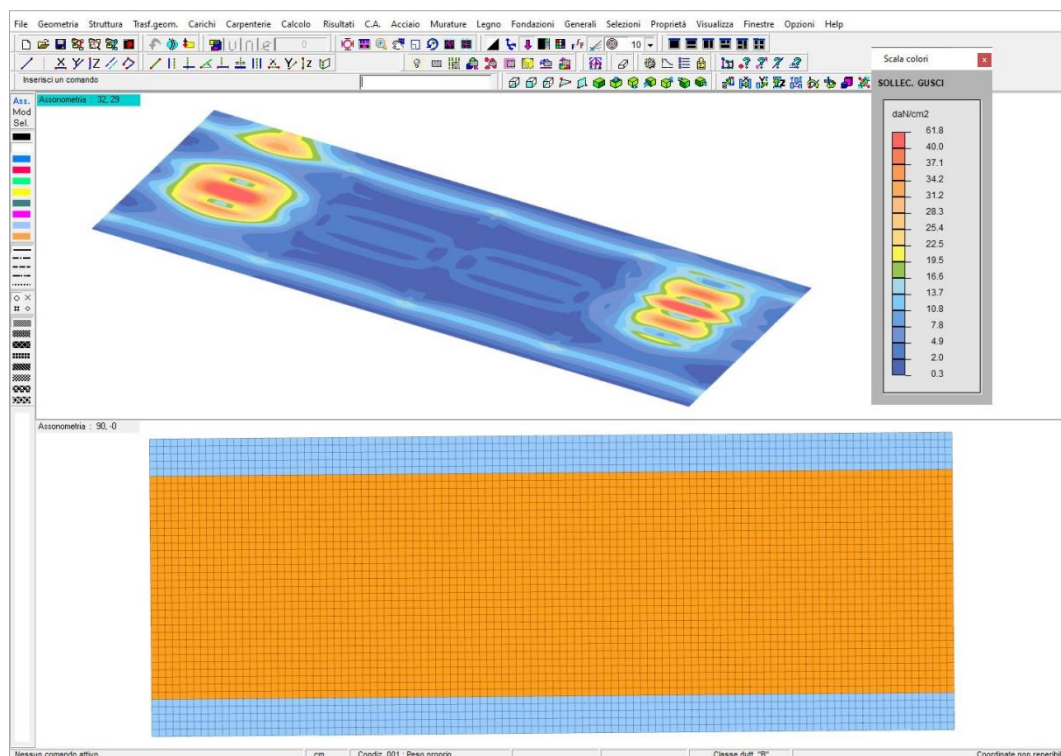 File Geometria Struttura Trasf.geom. Carichi Carpenterie Calcolo Risultati C.A. Acciaio Murature Legno Fondazioni Generali Selezioni Proprietà Visualizza Finestre Opzioni Help
0
10
Inserisci un comando
Scala colori
SOLLEC. GUSCI
daN/cm2
61.8
40.0
37.1
34.2
31.2
28.3
25.4
22.5
19.5
16.6
13.7
10.8
7.8
4.9
2.0
0.3
Ass.
Mod
Sel.
Assonometria : 32, 29
Assonometria : 90, -0
Nessun comando attivo cm Condiz. 001 : Peso proprio Classe dutt. "B" Coordinate non reperibil